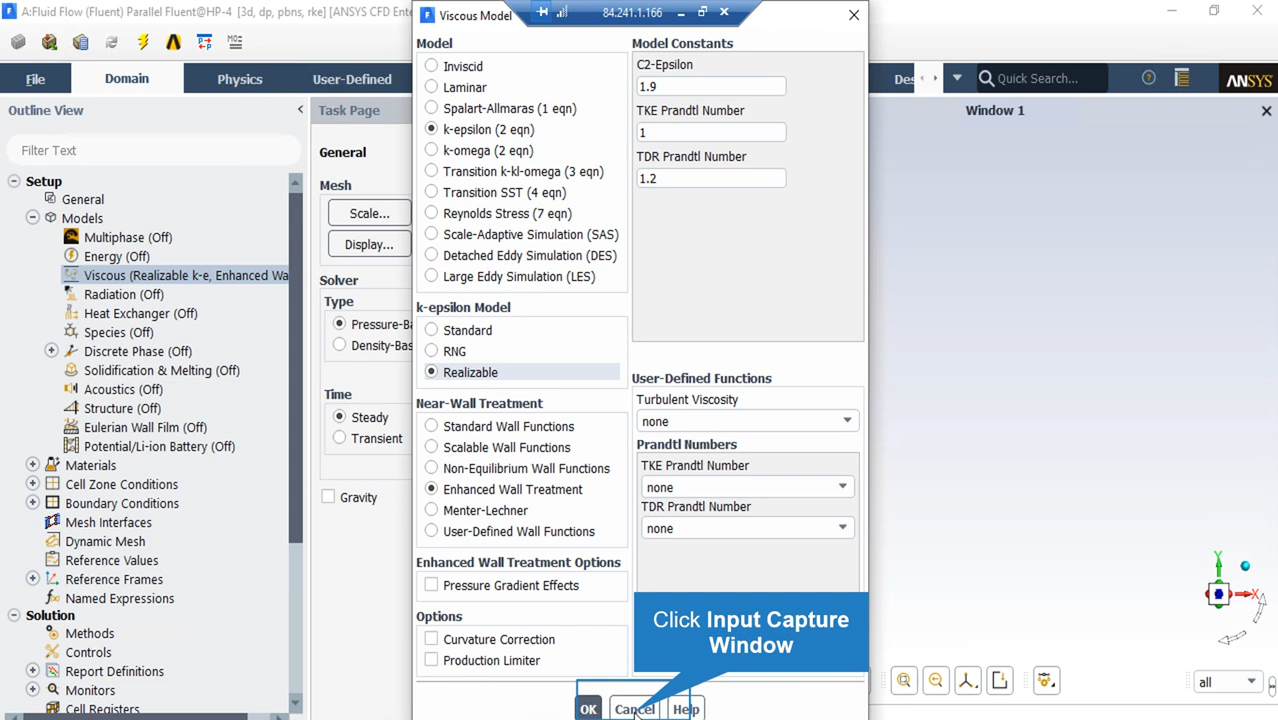 A:Fluid Flow (Fluent) Parallel Fluent@HP-4 [3d, dp, pbns, rke] [ANSYS CFD Ente
Viscous Model
84.241.1.166
File
Domain
Physics
User-Defined
Des
Quick Search...
ANSYS
Outline View
Filter Text
Setup
General
Models
Multiphase (Off)
Energy (Off)
Viscous (Realizable k-e, Enhanced Wa
Radiation (Off)
Heat Exchanger (Off)
Species (Off)
Discrete Phase (Off)
Solidification & Melting (Off)
Acoustics (Off)
Structure (Off)
Eulerian Wall Film (Off)
Potential/Li-ion Battery (Off)
Materials
Cell Zone Conditions
Boundary Conditions
Mesh Interfaces
Dynamic Mesh
Reference Values
Reference Frames
Named Expressions
Solution
Methods
Controls
Report Definitions
Monitors
Cell Registers
Task Page
General
Mesh
Scale...
Display...
Solver
Type
Pressure-Ba
Density-Bas
Time
Steady
Transient
Gravity
Model
Inviscid
Laminar
Spalart-Allmaras (1 eqn)
k-epsilon (2 eqn)
k-omega (2 eqn)
Transition k-kl-omega (3 eqn)
Transition SST (4 eqn)
Reynolds Stress (7 eqn)
Scale-Adaptive Simulation (SAS)
Detached Eddy Simulation (DES)
Large Eddy Simulation (LES)
k-epsilon Model
Standard
RNG
Realizable
Near-Wall Treatment
Standard Wall Functions
Scalable Wall Functions
Non-Equilibrium Wall Functions
Enhanced Wall Treatment
Menter-Lechner
User-Defined Wall Functions
Enhanced Wall Treatment Options
Pressure Gradient Effects
Options
Curvature Correction
Production Limiter
Model Constants
C2-Epsilon
1.9
TKE Prandtl Number
1
TDR Prandtl Number
1.2
User-Defined Functions
Turbulent Viscosity
none
Prandtl Numbers
TKE Prandtl Number
none
TDR Prandtl Number
none
Click Input Capture
Window
OK
Cancel
Help
Window 1
Y
X
all